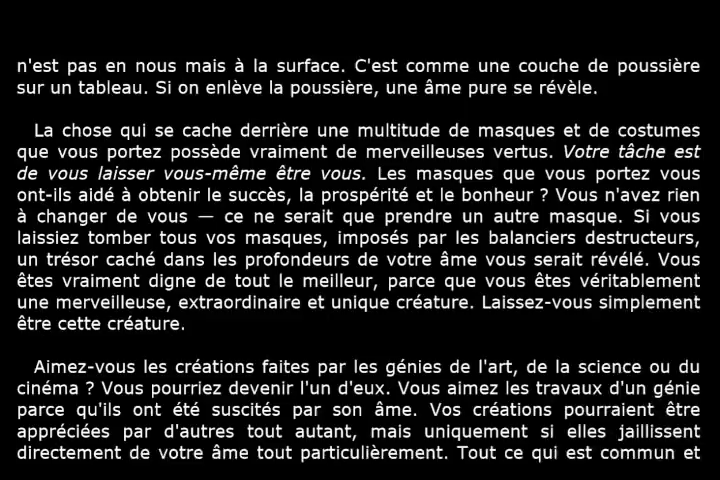 n'est pas en nous mais à la surface. C'est comme une couche de poussière
sur un tableau. Si on enlève la poussière, une âme pure se révèle.
La chose qui se cache derrière une multitude de masques et de costumes
que vous portez possède vraiment de merveilleuses vertus. Votre tâche est
de vous laisser vous-même être vous. Les masques que vous portez vous
ont-ils aidé à obtenir le succès, la prospérité et le bonheur ? Vous n'avez rien
à changer de vous — ce ne serait que prendre un autre masque. Si vous
laissiez tomber tous vos masques, imposés par les balanciers destructeurs,
un trésor caché dans les profondeurs de votre âme vous serait révélé. Vous
êtes vraiment digne de tout le meilleur, parce que vous êtes véritablement
une merveilleuse, extraordinaire et unique créature. Laissez-vous simplement
être cette créature.
Aimez-vous les créations faites par les génies de l'art, de la science ou du
cinéma ? Vous pourriez devenir l'un d'eux. Vous aimez les travaux d'un génie
parce qu'ils ont été suscités par son âme. Vos créations pourraient être
appréciées par d'autres tout autant, mais uniquement si elles jaillissent
directement de votre âme tout particulièrement. Tout ce qui est commun et